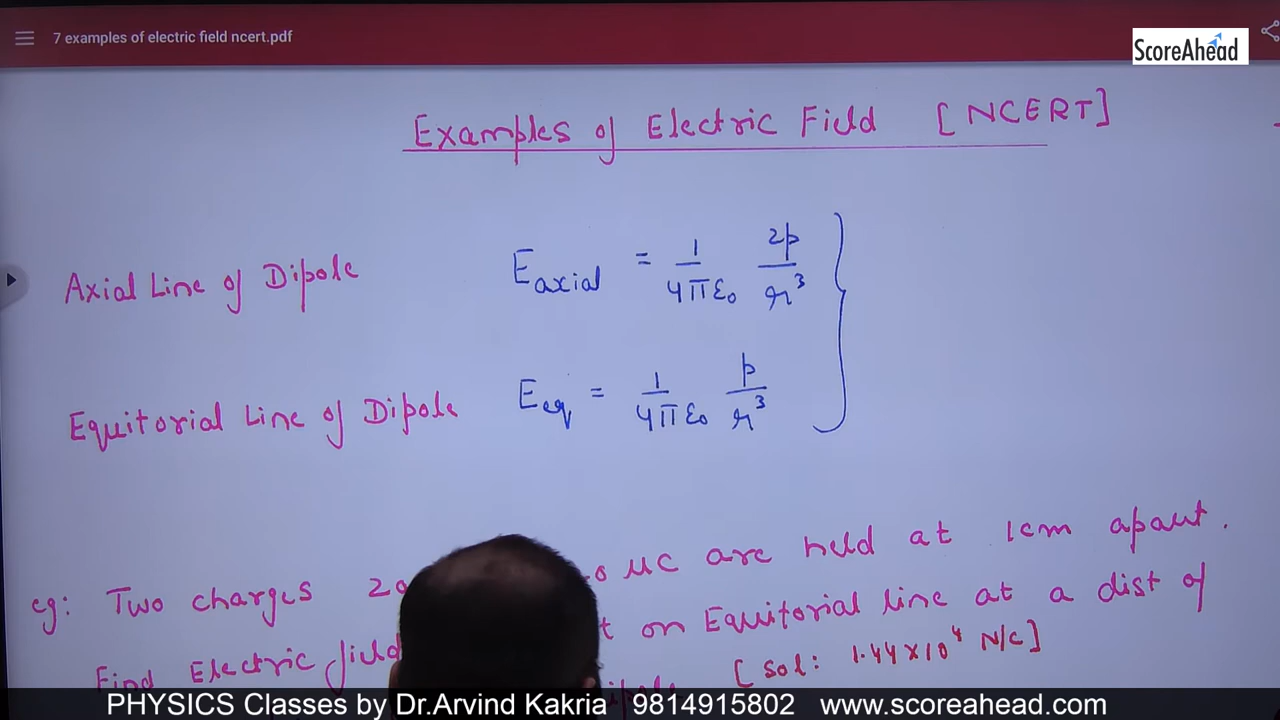 7 examples of electric field ncert.pdf
ScoreAhead
Examples of Electric Field [NCERT]
Axial Line of Dipole E axial = 1/4πε₀ 2p/r³
Equitorial Line of Dipole E eq = 1/4πε₀ p/r³
eg: Two charges μC are held at 1cm apart.
Find Electric field on Equitorial line at a dist of
[Sol: 1.44×10⁴ N/C]
PHYSICS Classes by Dr.Arvind Kakria 9814915802 www.scoreahead.com